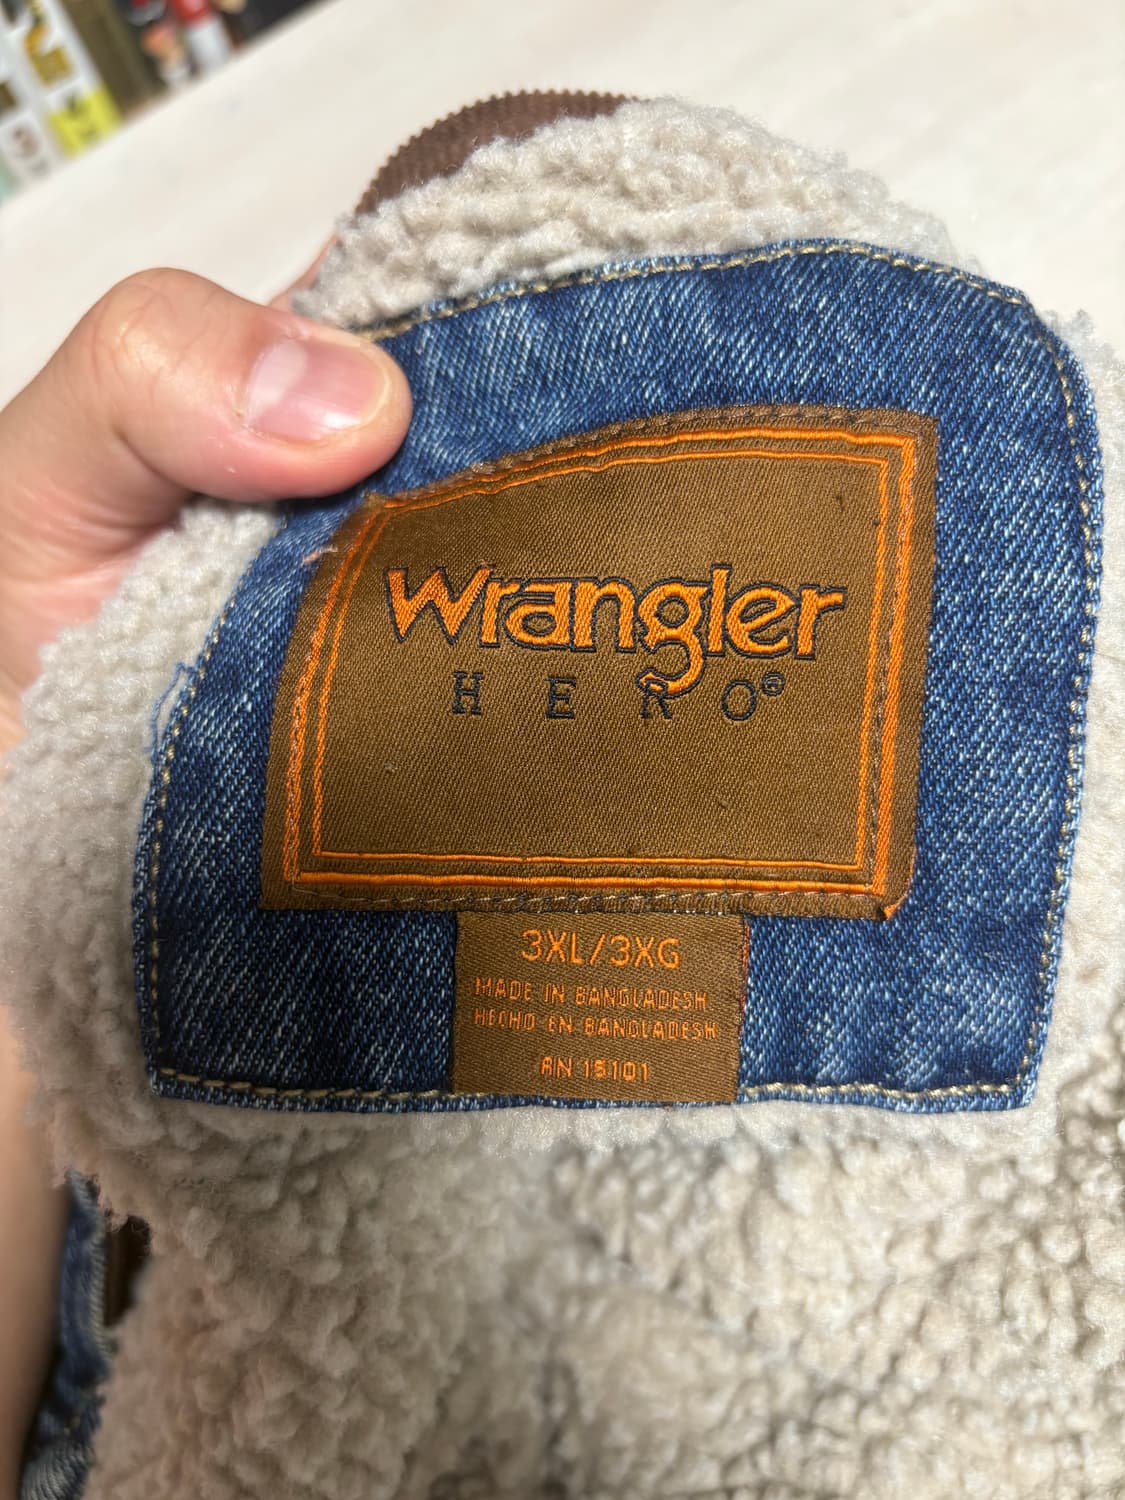 Wrangler
HERO®
3XL/3XG
MADE IN BANGLADESH
HECHO EN BANGLADESH
RN 15101